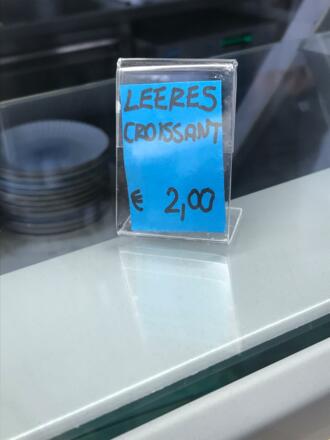 LEERES
CROISSANT
€ 2,00